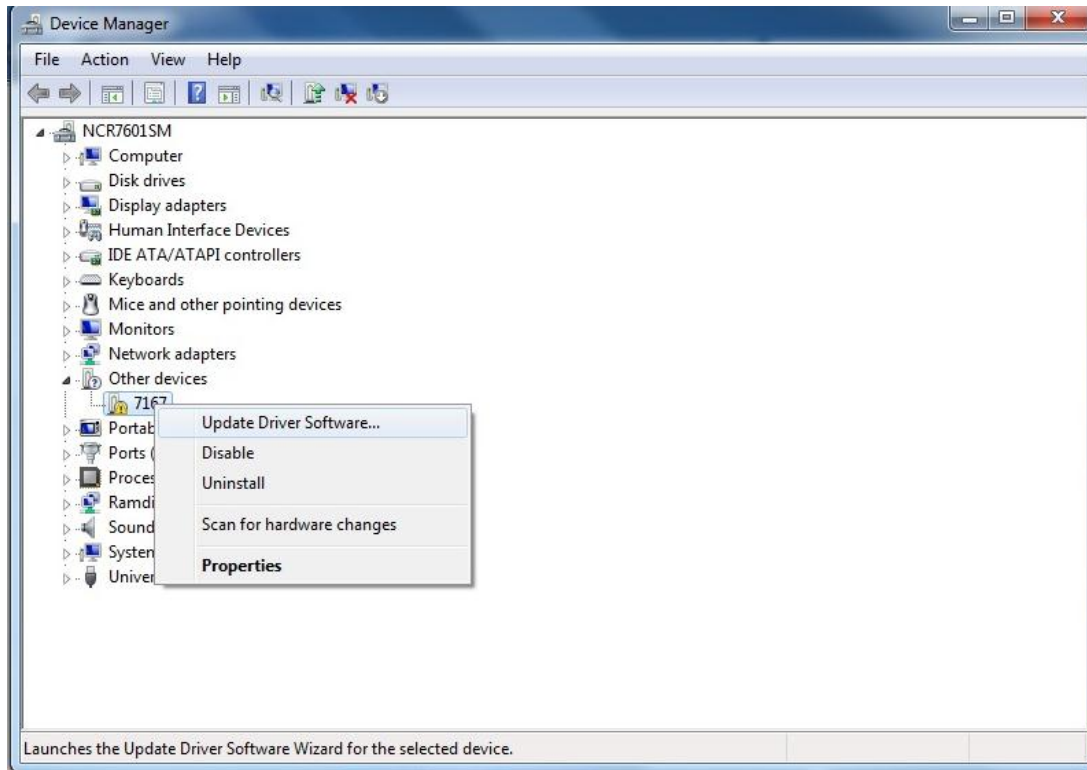 Device Manager
File Action View Help
NCR7601SM
Computer
Disk drives
Display adapters
Human Interface Devices
IDE ATA/ATAPI controllers
Keyboards
Mice and other pointing devices
Monitors
Network adapters
Other devices
7167
Update Driver Software...
Portab
Disable
Ports (
Proces
Uninstall
Ramdi
Sound
Scan for hardware changes
System
Properties
Univer
Launches the Update Driver Software Wizard for the selected device.